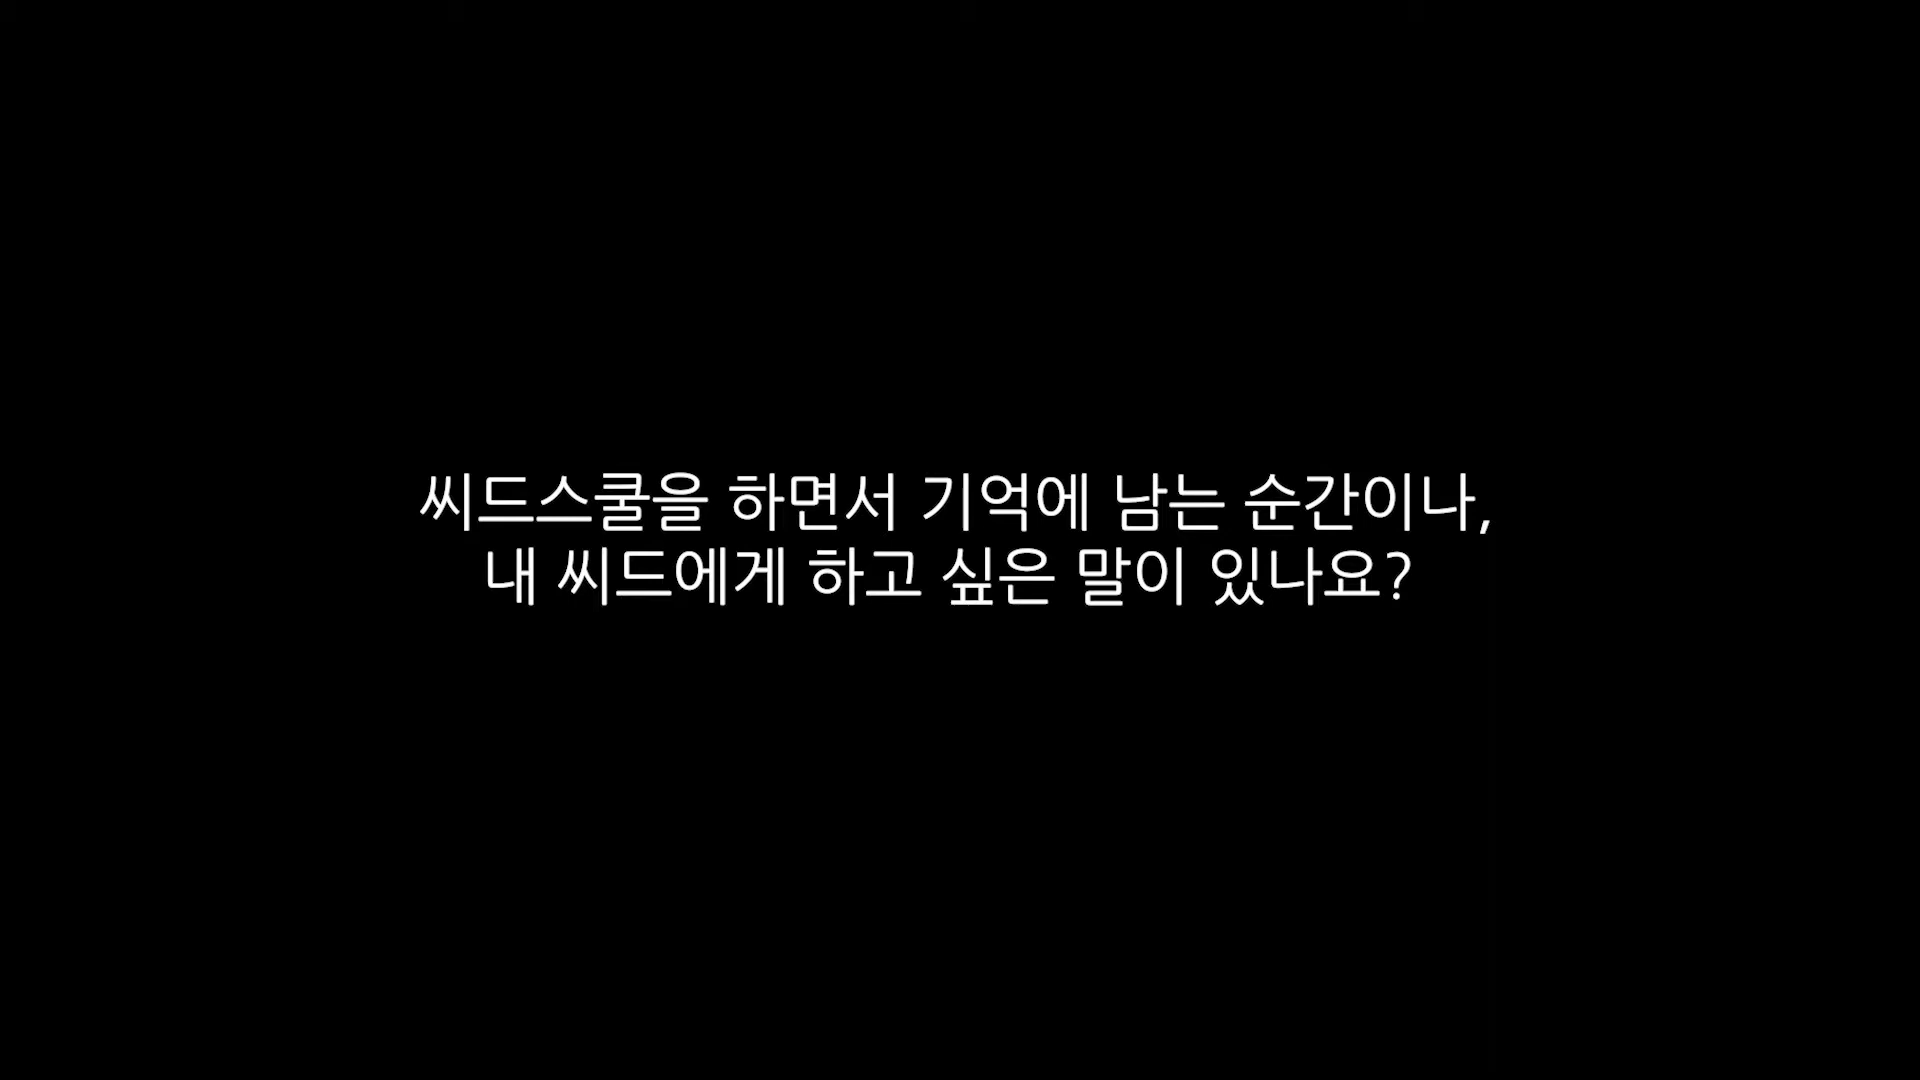 씨드스쿨을 하면서 기억에 남는 순간이나,
내 씨드에게 하고 싶은 말이 있나요?